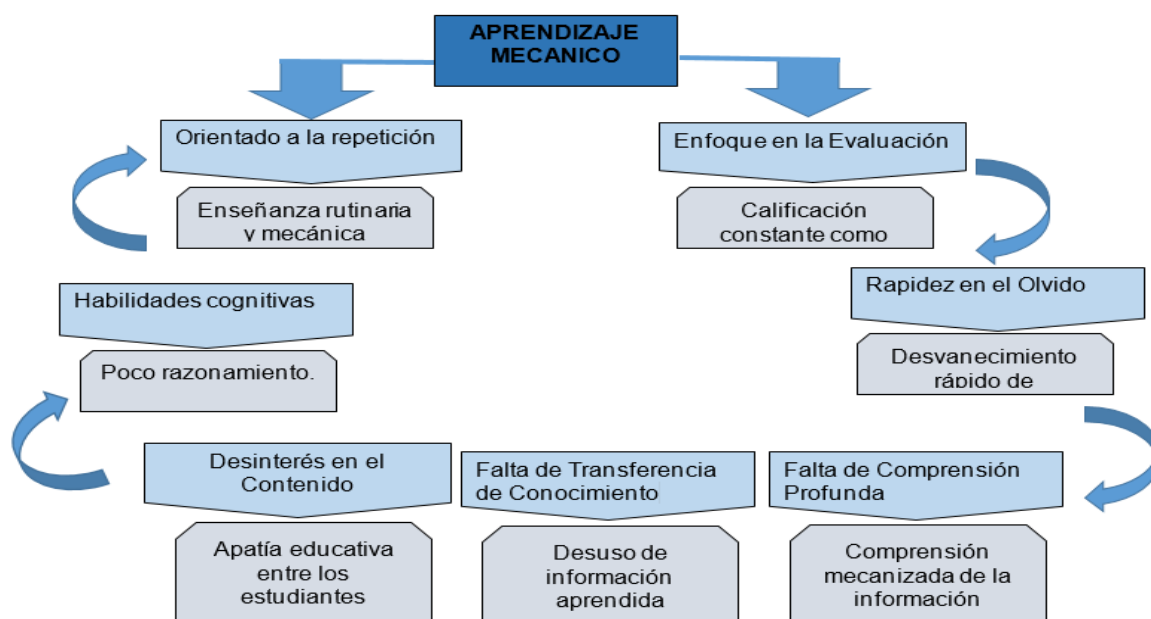 APRENDIZAJE
MECANICO
Orientado a la repetición
Enseñanza rutinaria
y mecánica
Enfoque en la Evaluación
Calificación
constante como
Habilidades cognitivas
Poco razonamiento.
Rapidez en el Olvido
Desvanecimiento
rápido de
Desinterés en el
Contenido
Apatía educativa
entre los
estudiantes
Falta de Transferencia
de Conocimiento
Desuso de
información
aprendida
Falta de Comprensión
Profunda
Comprensión
mecanizada de la
información